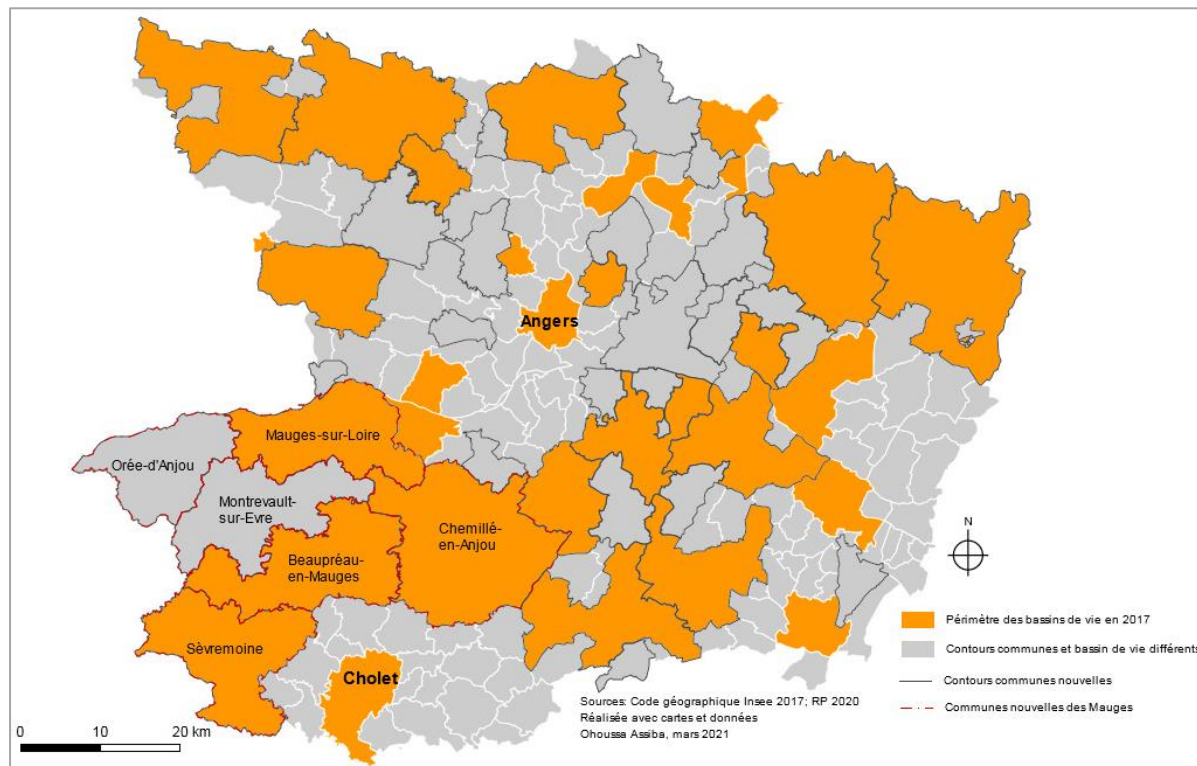 Angers
Mauges-sur-Loire
Orée-d'Anjou
Montrevault-
sur-Evre
Chemillé-
en-Anjou
Beaupréau-
en-Mauges
Sèvremoine
Cholet
N
Périmètre des bassins de vie en 2017
Contours communes et bassin de vie différents
Contours communes nouvelles
Communes nouvelles des Mauges
Sources: Code géographique Insee 2017; RP 2020
Réalisée avec cartes et données
Ohoussa Assiba, mars 2021
0 10 20 km